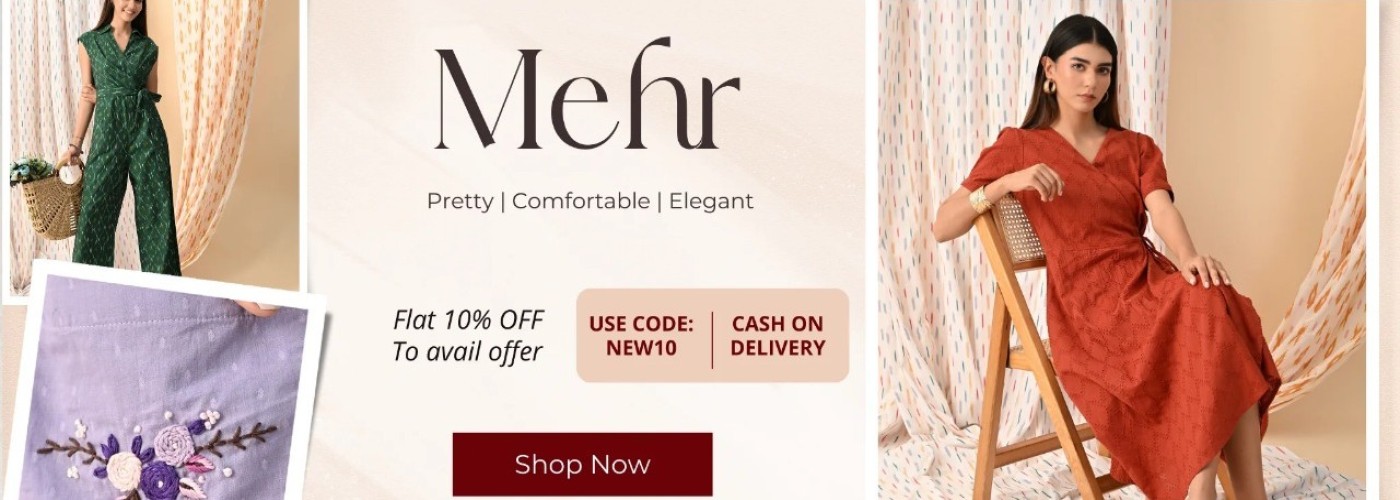 Mehr
Pretty | Comfortable | Elegant
Flat 10% OFF
To avail offer
USE CODE:
NEW10
CASH ON
DELIVERY
Shop Now